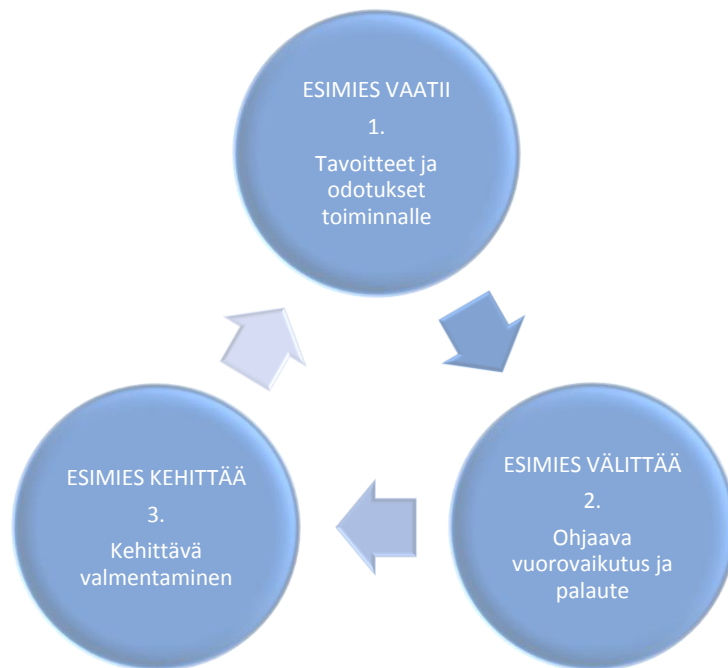 ESIMIES VAATII
1.
Tavoitteet ja
odotukset
toiminnalle
ESIMIES VÄLITTÄÄ
2.
Ohjaava
vuorovaikutus ja
palaute
ESIMIES KEHITTÄÄ
3.
Kehittävä
valmentaminen